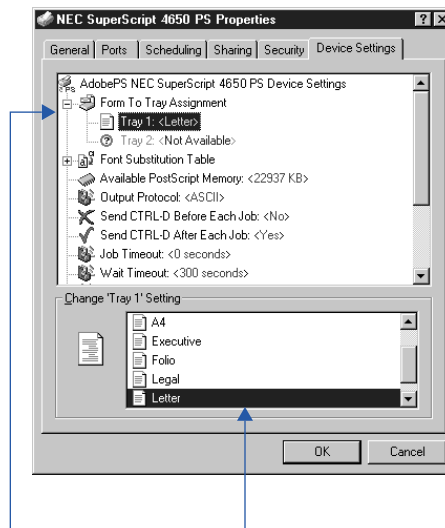 NEC SuperScript 4650 PS Properties
General Ports Scheduling Sharing Security Device Settings
AdobePS NEC SuperScript 4650 PS Device Settings
Form To Tray Assignment
Tray 1: <Letter>
Tray 2: <Not Available>
Font Substitution Table
Available PostScript Memory: <22937 KB>
Output Protocol: <ASCII>
Send CTRL-D Before Each Job: <No>
Send CTRL-D After Each Job: <Yes>
Job Timeout: <0 seconds>
Wait Timeout: <300 seconds>
Change 'Tray 1' Setting
A4
Executive
Folio
Legal
Letter
OK Cancel